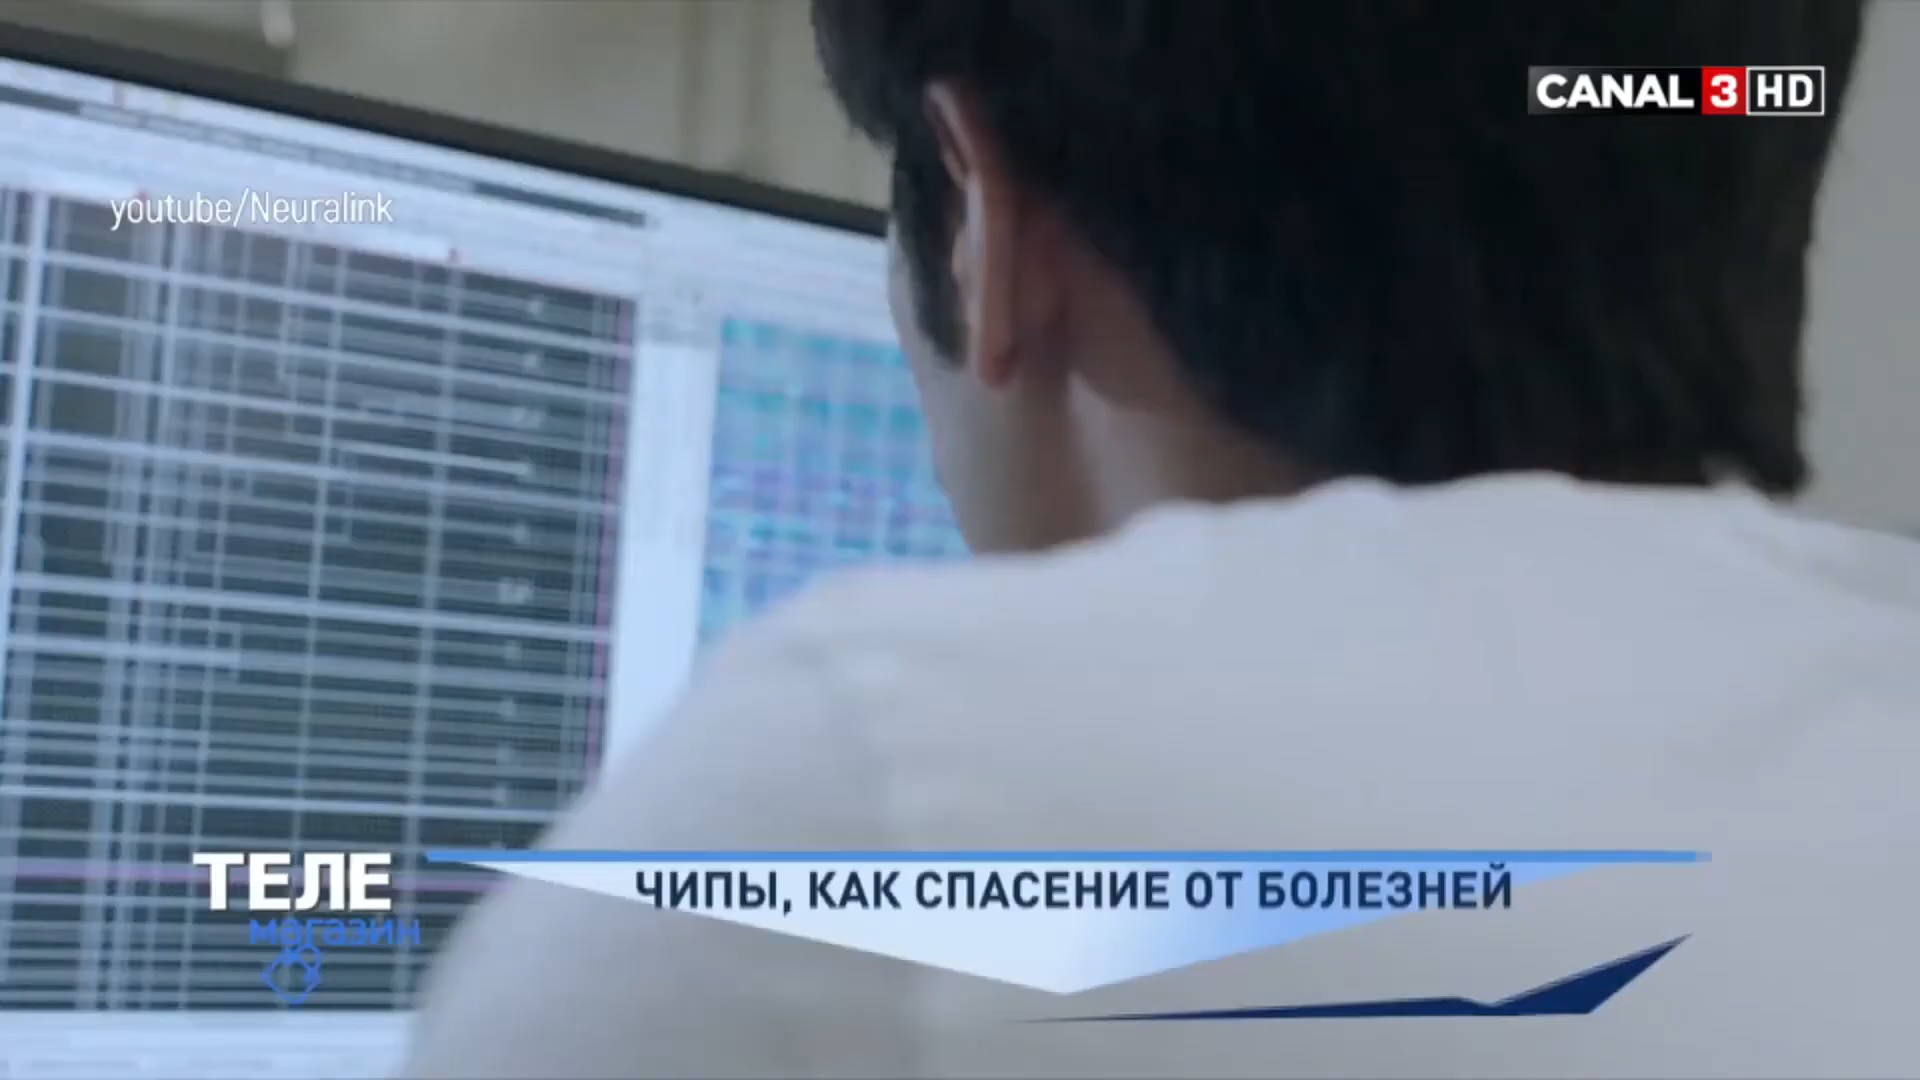 CANAL 3 HD
youtube/Neuralink
ТЕЛЕ
магазин
ЧИПЫ, КАК СПАСЕНИЕ ОТ БОЛЕЗНЕЙ